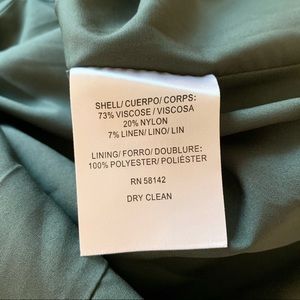 SHELL/ CUERPO/ CORPS:
73% VISCOSE / VISCOSA
20% NYLON
7% LINEN/ LINO/ LIN
LINING/ FORRO/ DOUBLURE:
100% POLYESTER/ POLIÉSTER
RN 58142
DRY CLEAN